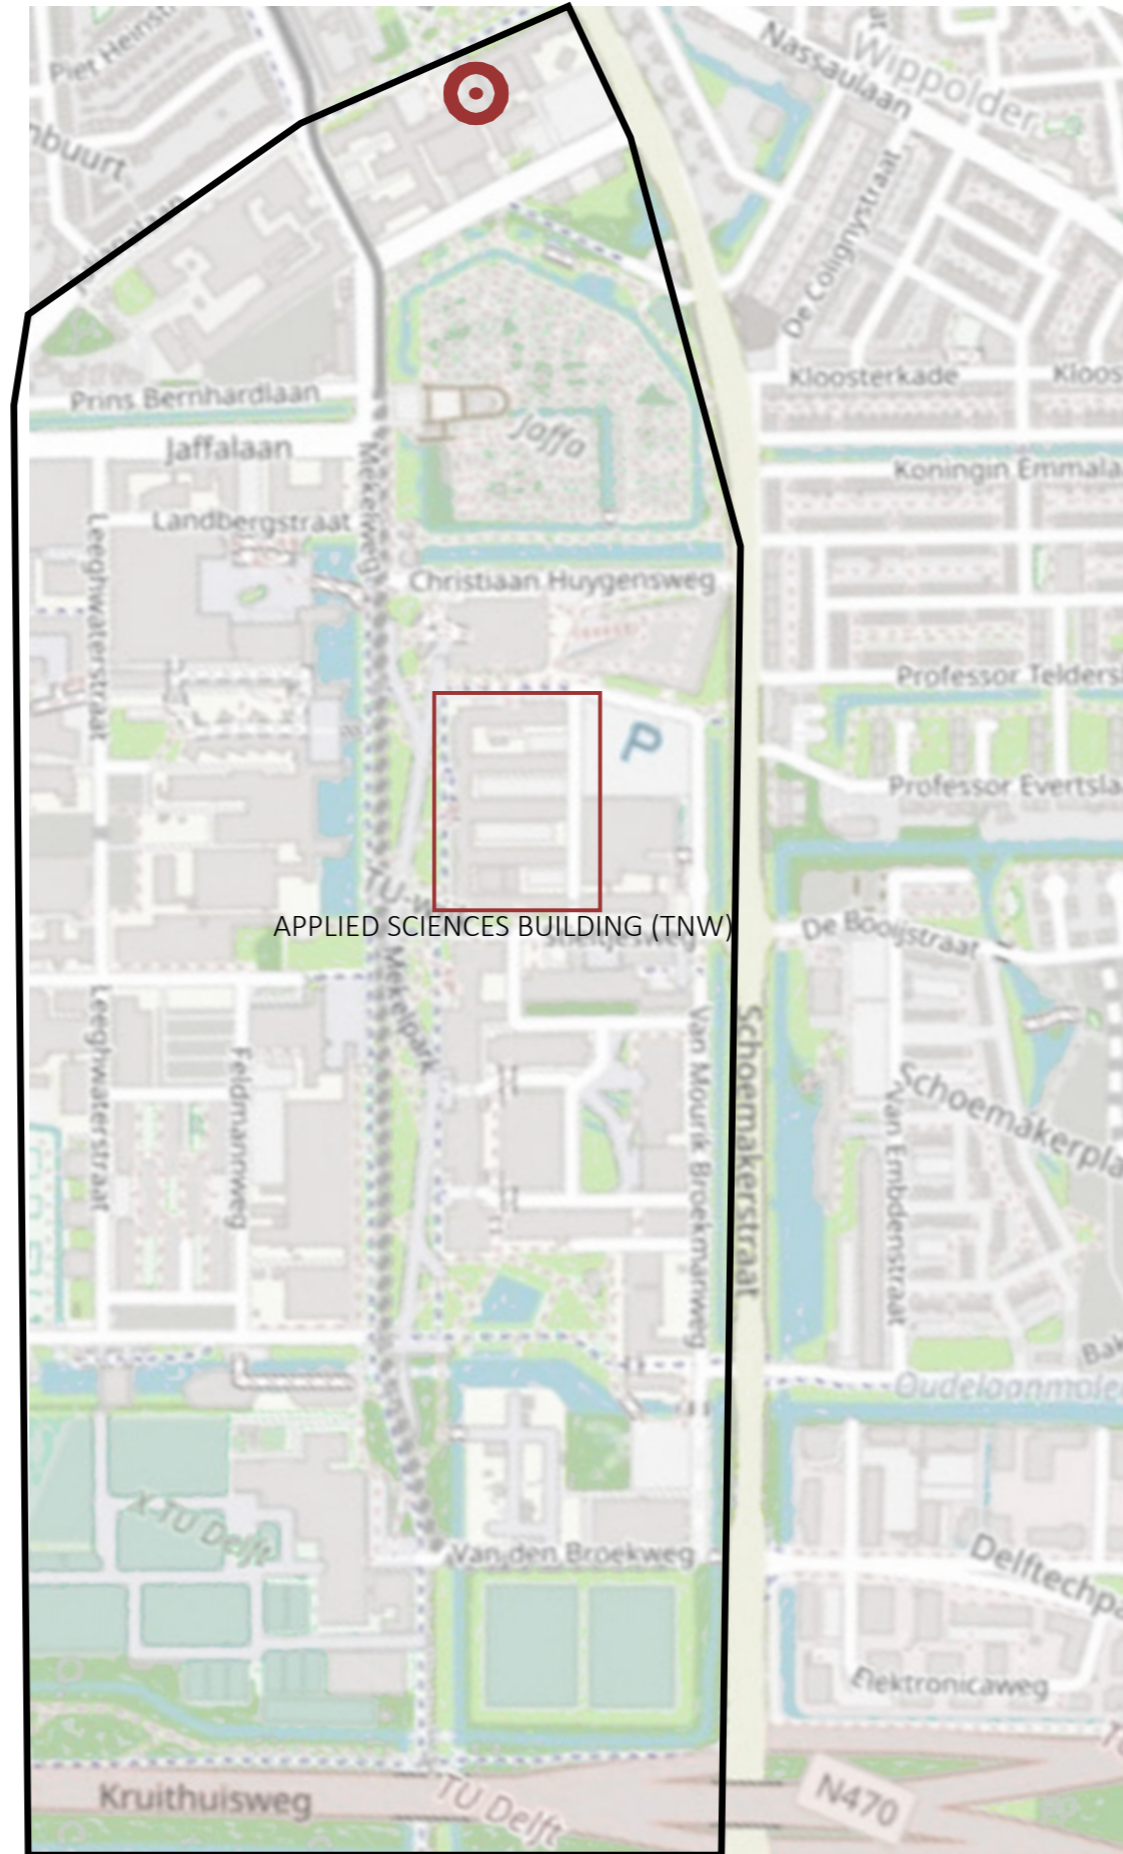 Piet Heinst
Nassaulaan
Wippolder
nbuurt
De Colignystraat
Kloosterkade
Kloos
Prins Bernhardlaan
Jaffalaan
Jaffa
Koningin Emmala
Mekelweg
Landbergstraat
Leeghwaterstraat
Christiaan Huygensweg
Professor Telders
P
Professor Evertsla
APPLIED SCIENCES BUILDING (TNW)
De Booijstraat
Mekelpark
Leeghwaterstraat
Feldmannweg
Van Mourik Broekmanweg
Schoemakerstraat
Van Embdenstraat
Schoemakerpla
Bak
Oudelaanmole
X-TU Delft
Van den Broekweg
Delftechpa
Elektronicaweg
Kruithuisweg
TU Delft
N470